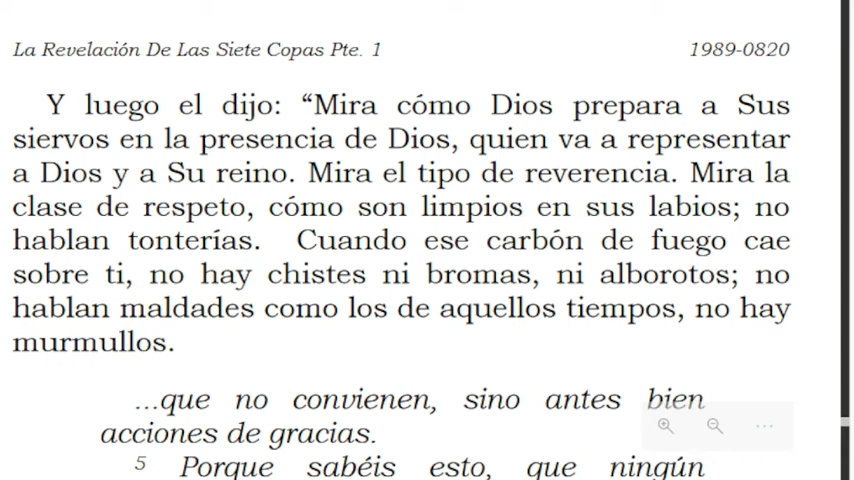 La Revelación De Las Siete Copas Pte. 1 1989-0820
Y luego el dijo: “Mira cómo Dios prepara a Sus
siervos en la presencia de Dios, quien va a representar
a Dios y a Su reino. Mira el tipo de reverencia. Mira la
clase de respeto, cómo son limpios en sus labios; no
hablan tonterías. Cuando ese carbón de fuego cae
sobre ti, no hay chistes ni bromas, ni alborotos; no
hablan maldades como los de aquellos tiempos, no hay
murmullos.
...que no convienen, sino antes bien
acciones de gracias.
5 Porque sabéis esto, que ningún